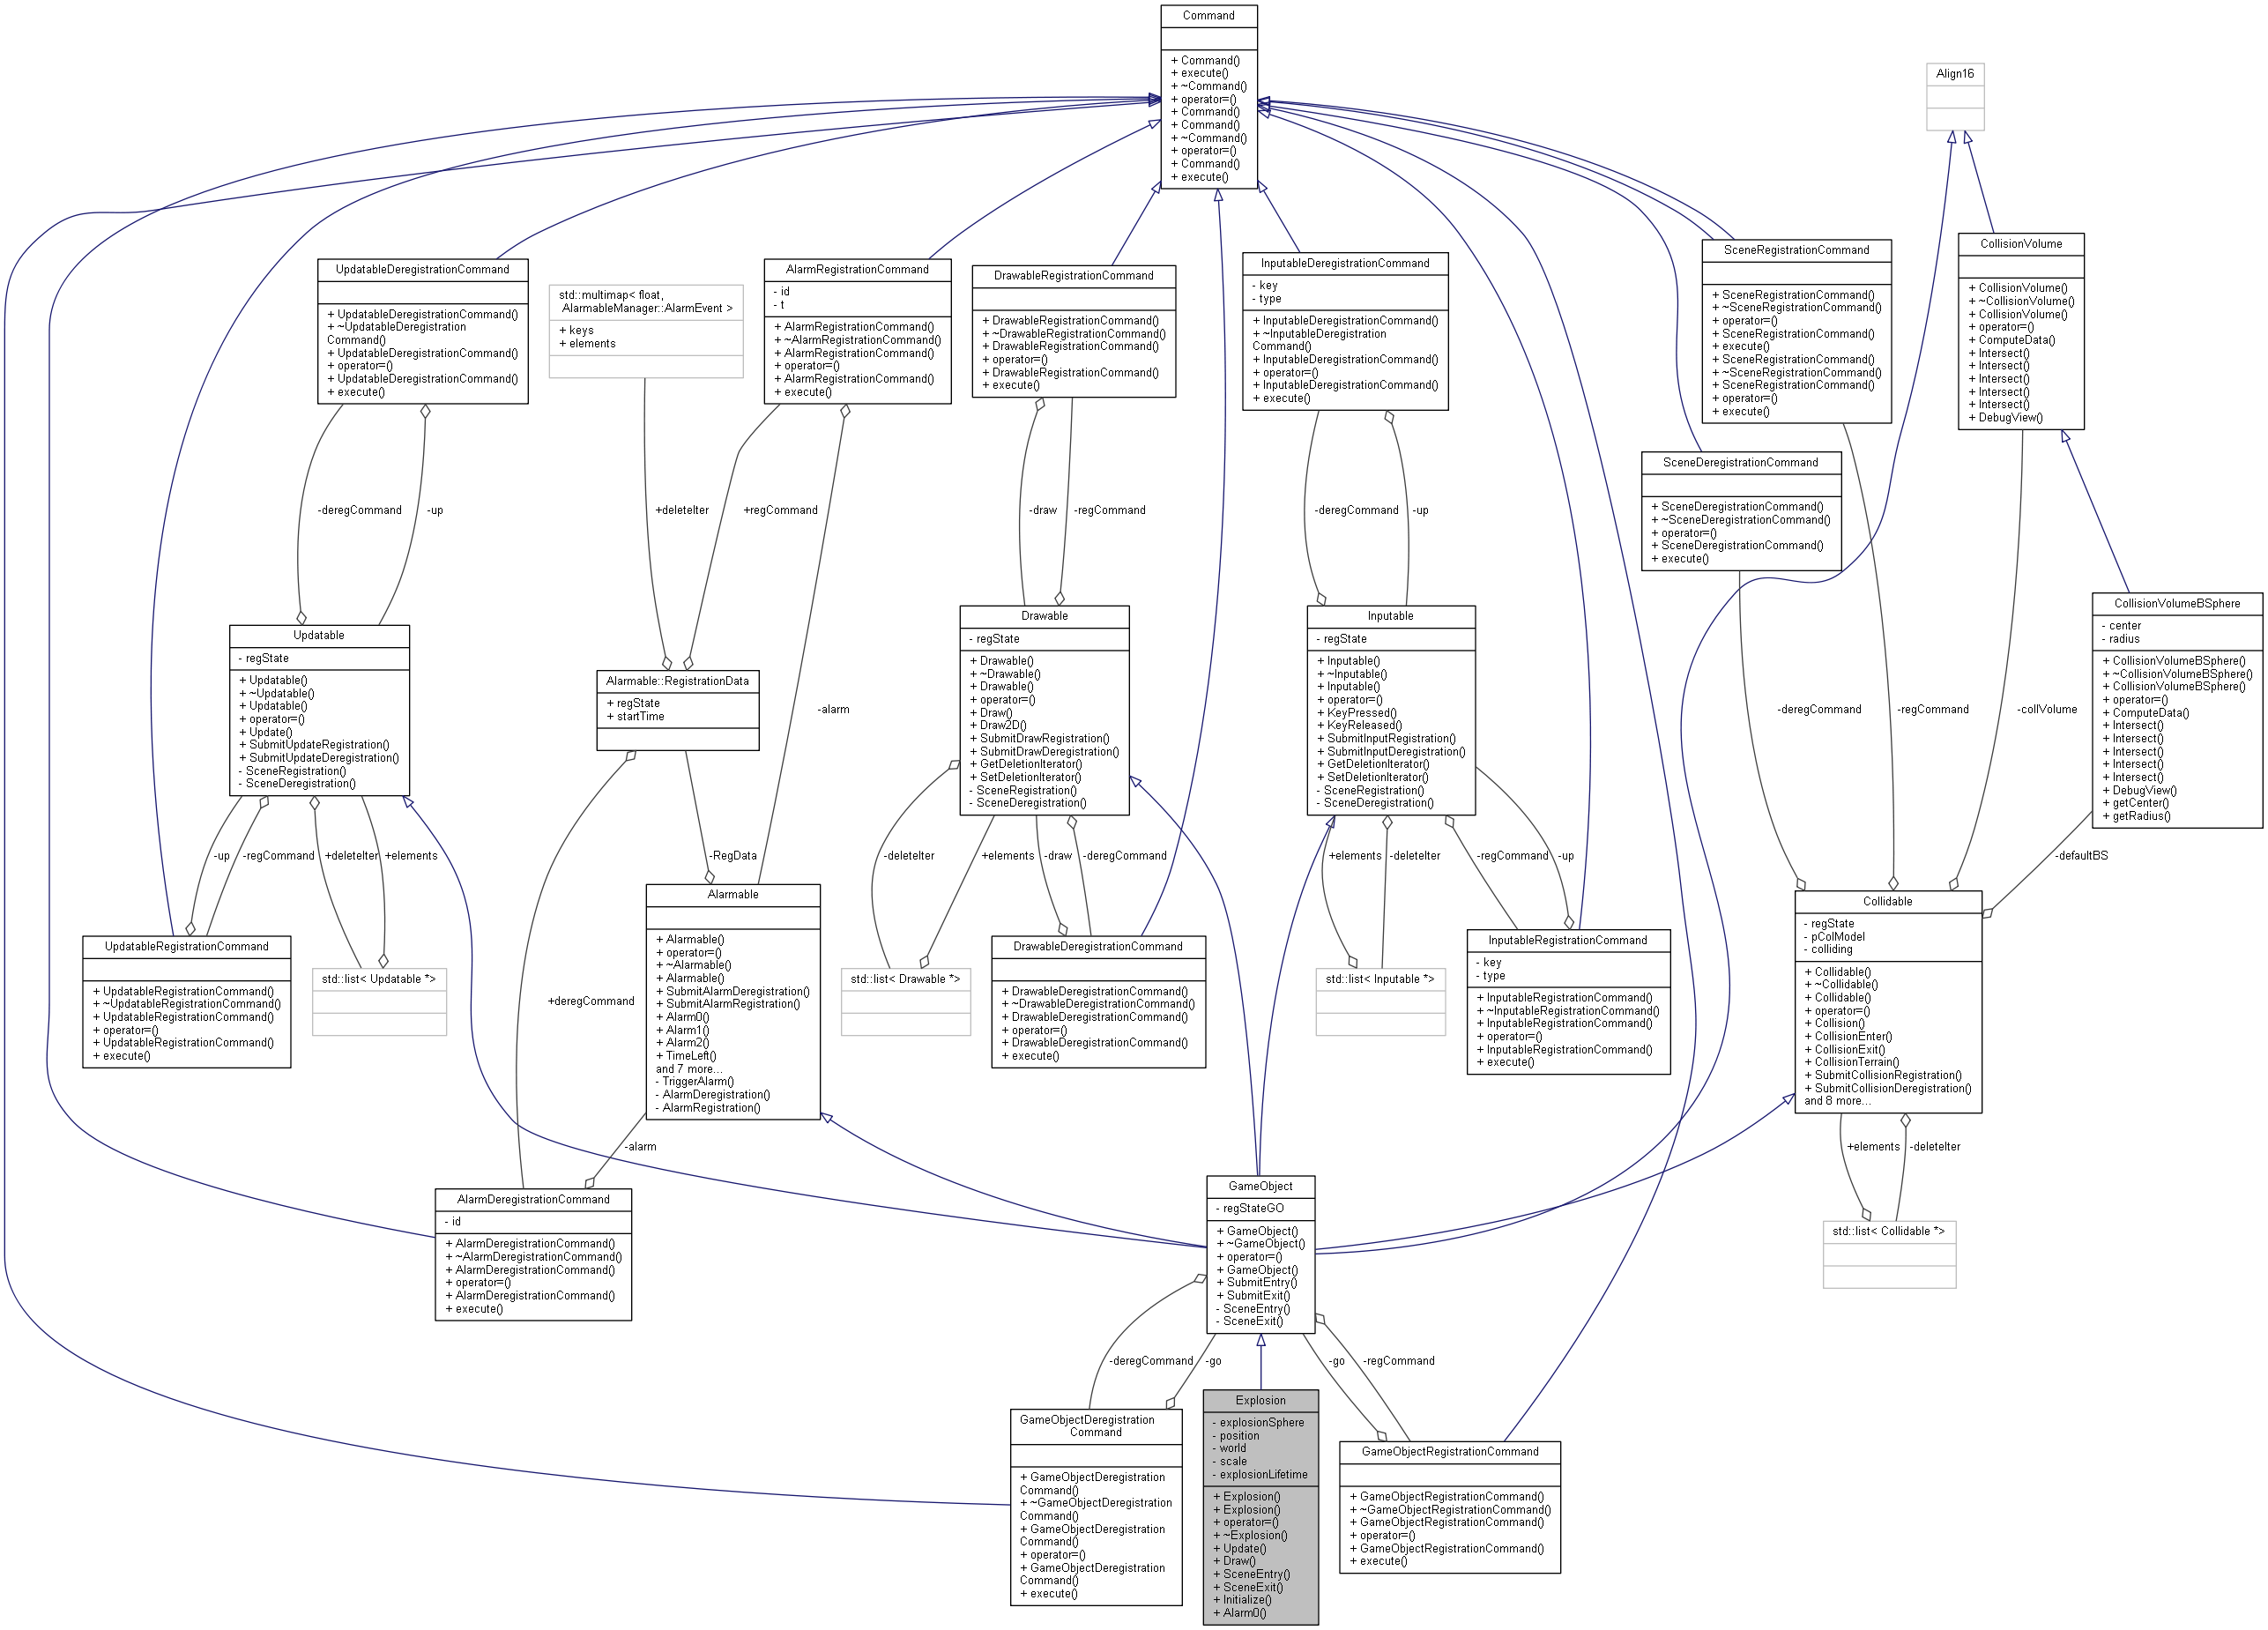 Command
+ Command()
+ execute()
+ ~Command()
+ operator=()
+ Command()
+ Command()
+ ~Command()
+ operator=()
+ Command()
+ execute()
Align16
UpdatableDeregistrationCommand
+ UpdatableDeregistrationCommand()
+ ~UpdatableDeregistration
Command()
+ UpdatableDeregistrationCommand()
+ operator=()
+ UpdatableDeregistrationCommand()
+ execute()
std::multimap< float,
AlarmableManager::AlarmEvent >
+ keys
+ elements
AlarmRegistrationCommand
- id
- t
+ AlarmRegistrationCommand()
+ ~AlarmRegistrationCommand()
+ AlarmRegistrationCommand()
+ operator=()
+ AlarmRegistrationCommand()
+ execute()
DrawableRegistrationCommand
+ DrawableRegistrationCommand()
+ ~DrawableRegistrationCommand()
+ DrawableRegistrationCommand()
+ operator=()
+ DrawableRegistrationCommand()
+ execute()
InputableDeregistrationCommand
- key
- type
+ InputableDeregistrationCommand()
+ ~InputableDeregistration
Command()
+ InputableDeregistrationCommand()
+ operator=()
+ InputableDeregistrationCommand()
+ execute()
SceneRegistrationCommand
+ SceneRegistrationCommand()
+ ~SceneRegistrationCommand()
+ operator=()
+ SceneRegistrationCommand()
+ execute()
+ SceneRegistrationCommand()
+ ~SceneRegistrationCommand()
+ SceneRegistrationCommand()
+ operator=()
+ execute()
CollisionVolume
+ CollisionVolume()
+ ~CollisionVolume()
+ CollisionVolume()
+ operator=()
+ ComputeData()
+ Intersect()
+ Intersect()
+ Intersect()
+ Intersect()
+ Intersect()
+ DebugView()
SceneDeregistrationCommand
+ SceneDeregistrationCommand()
+ ~SceneDeregistrationCommand()
+ operator=()
+ SceneDeregistrationCommand()
+ execute()
-deregCommand
-up
+deleteIter
+regCommand
-draw
-regCommand
-deregCommand
-up
CollisionVolumeBSphere
- center
- radius
+ CollisionVolumeBSphere()
+ ~CollisionVolumeBSphere()
+ CollisionVolumeBSphere()
+ operator=()
+ ComputeData()
+ Intersect()
+ Intersect()
+ Intersect()
+ Intersect()
+ Intersect()
+ DebugView()
+ getCenter()
+ getRadius()
Updatable
- regState
+ Updatable()
+ ~Updatable()
+ Updatable()
+ operator=()
+ Update()
+ SubmitUpdateRegistration()
+ SubmitUpdateDeregistration()
- SceneRegistration()
- SceneDeregistration()
Alarmable::RegistrationData
+ regState
+ startTime
-alarm
Drawable
- regState
+ Drawable()
+ ~Drawable()
+ Drawable()
+ operator=()
+ Draw()
+ Draw2D()
+ SubmitDrawRegistration()
+ SubmitDrawDeregistration()
+ GetDeletionIterator()
+ SetDeletionIterator()
- SceneRegistration()
- SceneDeregistration()
Inputable
- regState
+ Inputable()
+ ~Inputable()
+ Inputable()
+ operator=()
+ KeyPressed()
+ KeyReleased()
+ SubmitInputRegistration()
+ SubmitInputDeregistration()
+ GetDeletionIterator()
+ SetDeletionIterator()
- SceneRegistration()
- SceneDeregistration()
-deregCommand
-regCommand
-collVolume
-up
-regCommand
+deleteIter
+elements
-RegData
-deleteIter
+elements
-draw
-deregCommand
+elements
-deleteIter
-regCommand
-up
-defaultBS
UpdatableRegistrationCommand
+ UpdatableRegistrationCommand()
+ ~UpdatableRegistrationCommand()
+ UpdatableRegistrationCommand()
+ operator=()
+ UpdatableRegistrationCommand()
+ execute()
std::list< Updatable *>
+deregCommand
Alarmable
+ Alarmable()
+ operator=()
+ ~Alarmable()
+ Alarmable()
+ SubmitAlarmDeregistration()
+ SubmitAlarmRegistration()
+ Alarm0()
+ Alarm1()
+ Alarm2()
+ TimeLeft()
and 7 more...
- TriggerAlarm()
- AlarmDeregistration()
- AlarmRegistration()
std::list< Drawable *>
DrawableDeregistrationCommand
+ DrawableDeregistrationCommand()
+ ~DrawableDeregistrationCommand()
+ DrawableDeregistrationCommand()
+ operator=()
+ DrawableDeregistrationCommand()
+ execute()
std::list< Inputable *>
InputableRegistrationCommand
- key
- type
+ InputableRegistrationCommand()
+ ~InputableRegistrationCommand()
+ InputableRegistrationCommand()
+ operator=()
+ InputableRegistrationCommand()
+ execute()
Collidable
- regState
- pColModel
- colliding
+ Collidable()
+ ~Collidable()
+ Collidable()
+ operator=()
+ Collision()
+ CollisionEnter()
+ CollisionExit()
+ CollisionTerrain()
+ SubmitCollisionRegistration()
+ SubmitCollisionDeregistration()
and 8 more...
-alarm
+elements
-deleteIter
AlarmDeregistrationCommand
- id
+ AlarmDeregistrationCommand()
+ ~AlarmDeregistrationCommand()
+ AlarmDeregistrationCommand()
+ operator=()
+ AlarmDeregistrationCommand()
+ execute()
GameObject
- regStateGO
+ GameObject()
+ ~GameObject()
+ operator=()
+ GameObject()
+ SubmitEntry()
+ SubmitExit()
- SceneEntry()
- SceneExit()
std::list< Collidable *>
-deregCommand
-go
-go
-regCommand
GameObjectDeregistration
Command
+ GameObjectDeregistration
Command()
+ ~GameObjectDeregistration
Command()
+ GameObjectDeregistration
Command()
+ operator=()
+ GameObjectDeregistration
Command()
+ execute()
Explosion
- explosionSphere
- position
- world
- scale
- explosionLifetime
+ Explosion()
+ Explosion()
+ operator=()
+ ~Explosion()
+ Update()
+ Draw()
+ SceneEntry()
+ SceneExit()
+ Initialize()
+ Alarm0()
GameObjectRegistrationCommand
+ GameObjectRegistrationCommand()
+ ~GameObjectRegistrationCommand()
+ GameObjectRegistrationCommand()
+ operator=()
+ GameObjectRegistrationCommand()
+ execute()